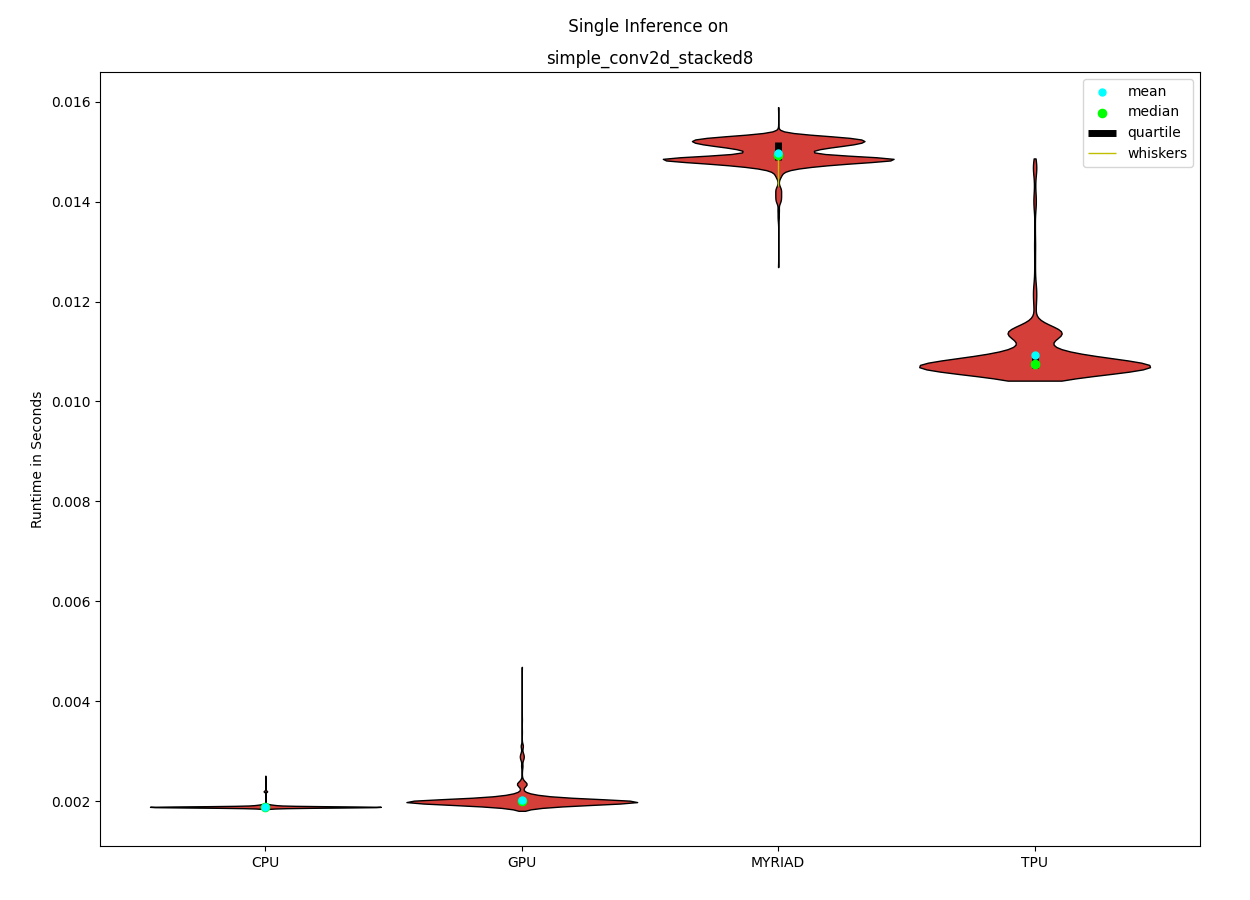 Single Inference on
simple_conv2d_stacked8
mean
median
quartile
whiskers
0.016
0.014
0.012
0.010
0.008
0.006
0.004
0.002
Runtime in Seconds
CPU
GPU
MYRIAD
TPU